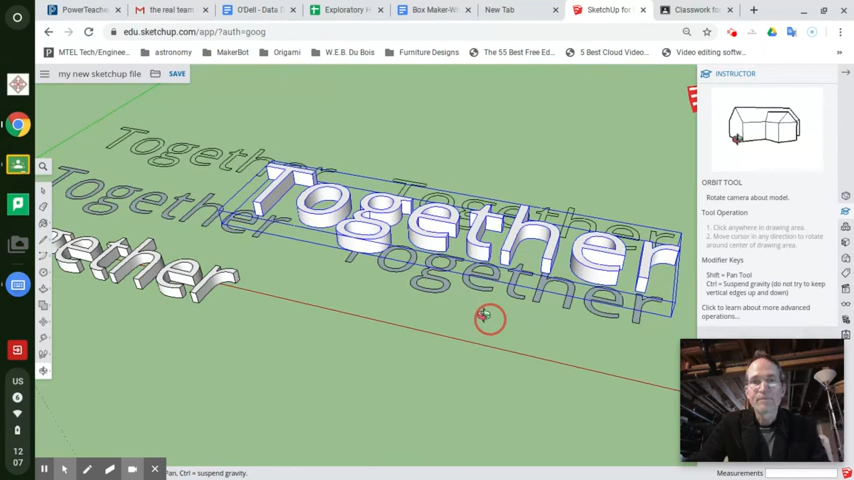 PowerTeacher
the real team
O'Dell - Data D
Exploratory H
Box Maker-W
New Tab
SketchUp for
Classwork for
edu.sketchup.com/app/?auth=goog
MTEL Tech/Enginee...
astronomy
MakerBot
Origami
W.E.B. Du Bois
Furniture Designs
The 55 Best Free Ed...
5 Best Cloud Video...
Video editing softw...
my new sketchup file
SAVE
INSTRUCTOR
Together
Together
Together
Together
Together
gether
ORBIT TOOL
Rotate camera about model.
Tool Operation
1. Click anywhere in drawing area.
2. Move cursor in any direction to rotate around center of drawing area.
Modifier Keys
Shift = Pan Tool
Ctrl = Suspend gravity (do not try to keep vertical edges up and down)
Click to learn about more advanced operations...
US
6
12
07
Pan, Ctrl = suspend gravity.
Measurements